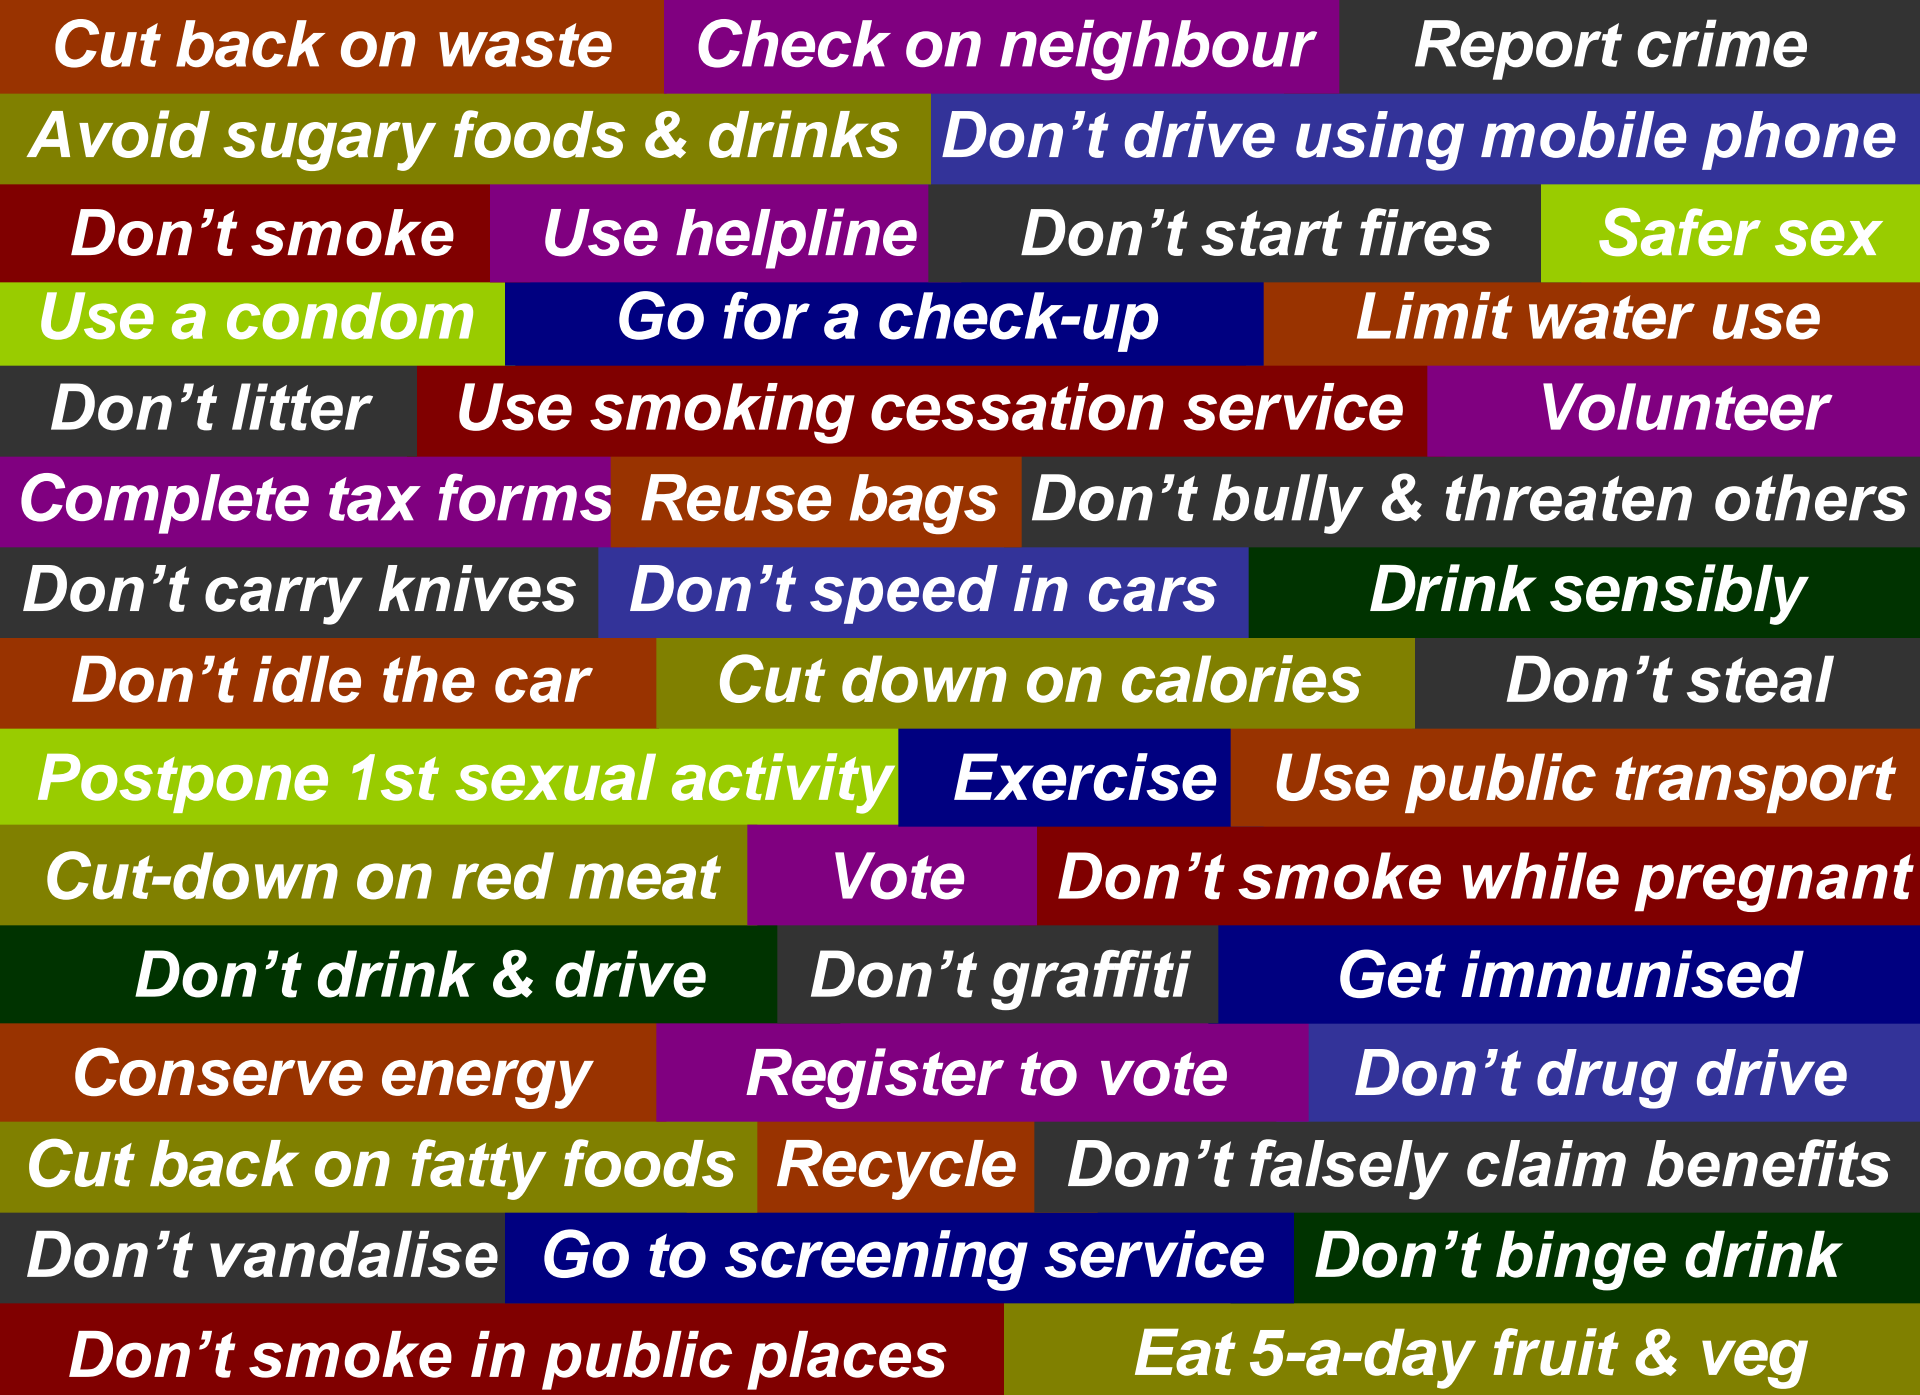 Cut back on waste Check on neighbour Report crime
Avoid sugary foods & drinks Don’t drive using mobile phone
Don’t smoke Use helpline Don’t start fires Safer sex
Use a condom Go for a check-up Limit water use
Don’t litter Use smoking cessation service Volunteer
Complete tax forms Reuse bags Don’t bully & threaten others
Don’t carry knives Don’t speed in cars Drink sensibly
Don’t idle the car Cut down on calories Don’t steal
Postpone 1st sexual activity Exercise Use public transport
Cut-down on red meat Vote Don’t smoke while pregnant
Don’t drink & drive Don’t graffiti Get immunised
Conserve energy Register to vote Don’t drug drive
Cut back on fatty foods Recycle Don’t falsely claim benefits
Don’t vandalise Go to screening service Don’t binge drink
Don’t smoke in public places Eat 5-a-day fruit & veg